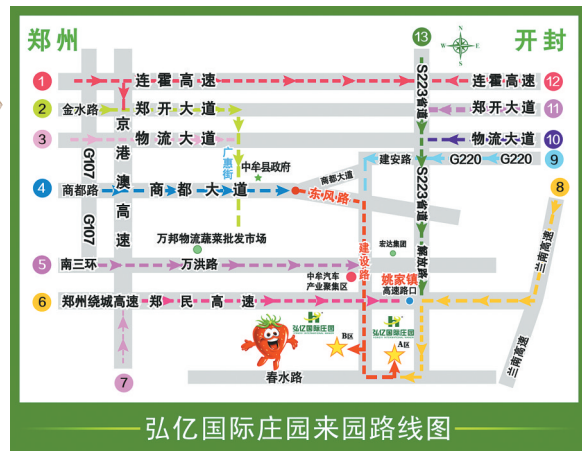 郑州
13
开封
W
E
1
连霍高速
连霍高速
12
2
金水路
郑开大道
郑开大道
11
3
物流大道
物流大道
10
建安路
G220
G220
9
京港澳高速
G107
G107
广惠街
中牟县政府
S223省道
S223省道
南都大道
8
4
商都路
商都大道
东风路
万邦物流蔬菜批发市场
宏达集团
建设路
解放路
兰南高速
兰南高速
5
南三环
万洪路
中牟汽车
产业聚集区
姚家镇
高速路口
6
郑州绕城高速
郑民高速
弘亿国际庄园
弘亿国际庄园
B区
A区
7
春水路
弘亿国际庄园来园路线图